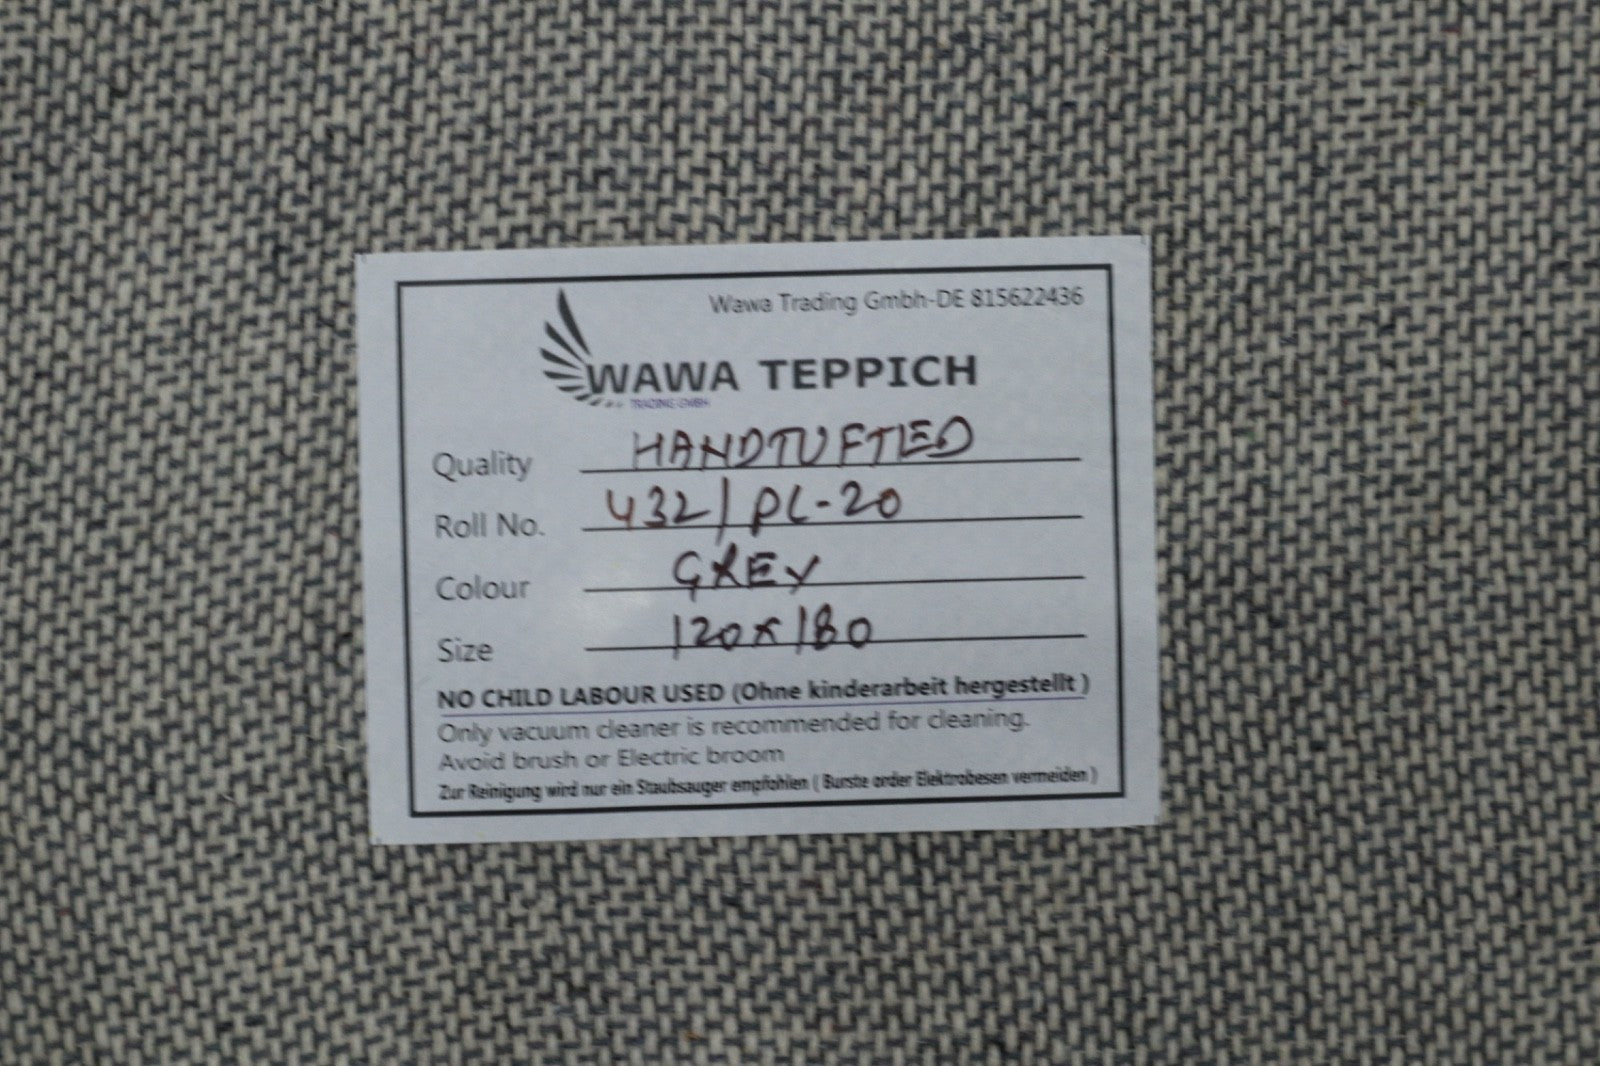 Wawa Trading Gmbh-DE 815622436
WAWA TEPPICH
TRADING GMBH
Quality HANDTUFTED
Roll No. 432/PL-20
Colour GREY
Size 120x180
NO CHILD LABOUR USED (Ohne kinderarbeit hergestellt )
Only vacuum cleaner is recommended for cleaning.
Avoid brush or Electric broom
Zur Reinigung wird nur ein Staubsauger empfohlen ( Burste order Elektrobesen vermeiden )